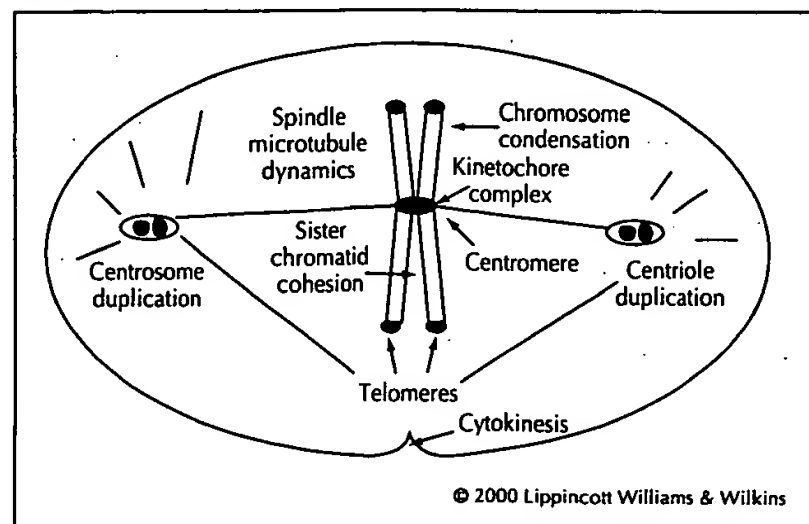 Spindle
microtubule
dynamics
Chromosome
condensation
Kinetochore
complex
Sister
chromatid
cohesion
Centromere
Centrosome
duplication
Centriole
duplication
Telomeres
Cytokinesis
© 2000 Lippincott Williams & Wilkins